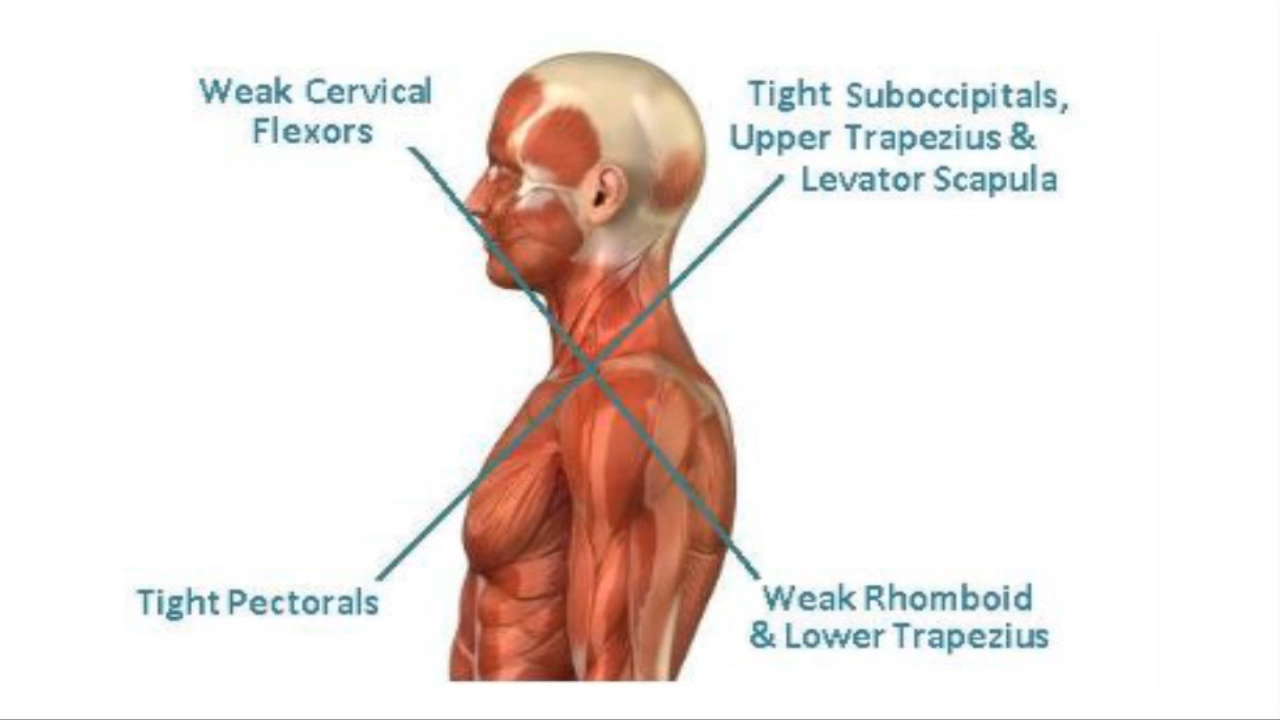 Weak Cervical
Flexors
Tight Suboccipitals,
Upper Trapezius &
Levator Scapula
Tight Pectorals
Weak Rhomboid
& Lower Trapezius